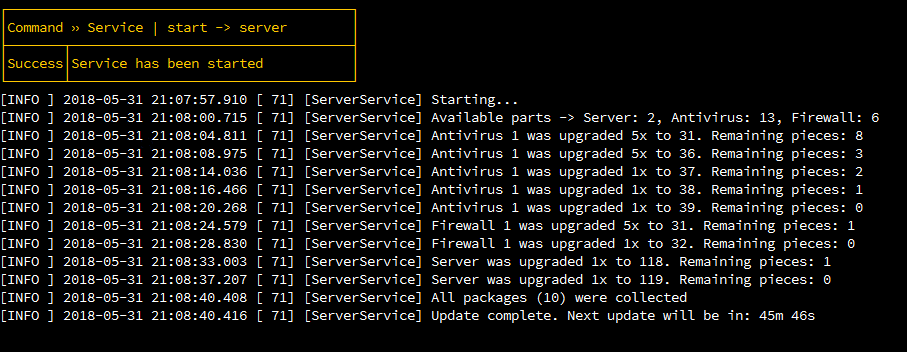 Command » Service | start -> server
Success Service has been started
[INFO ] 2018-05-31 21:07:57.910 [ 71] [ServerService] Starting...
[INFO ] 2018-05-31 21:08:00.715 [ 71] [ServerService] Available parts -> Server: 2, Antivirus: 13, Firewall: 6
[INFO ] 2018-05-31 21:08:04.811 [ 71] [ServerService] Antivirus 1 was upgraded 5x to 31. Remaining pieces: 8
[INFO ] 2018-05-31 21:08:08.975 [ 71] [ServerService] Antivirus 1 was upgraded 5x to 36. Remaining pieces: 3
[INFO ] 2018-05-31 21:08:14.036 [ 71] [ServerService] Antivirus 1 was upgraded 1x to 37. Remaining pieces: 2
[INFO ] 2018-05-31 21:08:16.466 [ 71] [ServerService] Antivirus 1 was upgraded 1x to 38. Remaining pieces: 1
[INFO ] 2018-05-31 21:08:20.268 [ 71] [ServerService] Antivirus 1 was upgraded 1x to 39. Remaining pieces: 0
[INFO ] 2018-05-31 21:08:24.579 [ 71] [ServerService] Firewall 1 was upgraded 5x to 31. Remaining pieces: 1
[INFO ] 2018-05-31 21:08:28.830 [ 71] [ServerService] Firewall 1 was upgraded 1x to 32. Remaining pieces: 0
[INFO ] 2018-05-31 21:08:33.003 [ 71] [ServerService] Server was upgraded 1x to 118. Remaining pieces: 1
[INFO ] 2018-05-31 21:08:37.207 [ 71] [ServerService] Server was upgraded 1x to 119. Remaining pieces: 0
[INFO ] 2018-05-31 21:08:40.408 [ 71] [ServerService] All packages (10) were collected
[INFO ] 2018-05-31 21:08:40.416 [ 71] [ServerService] Update complete. Next update will be in: 45m 46s